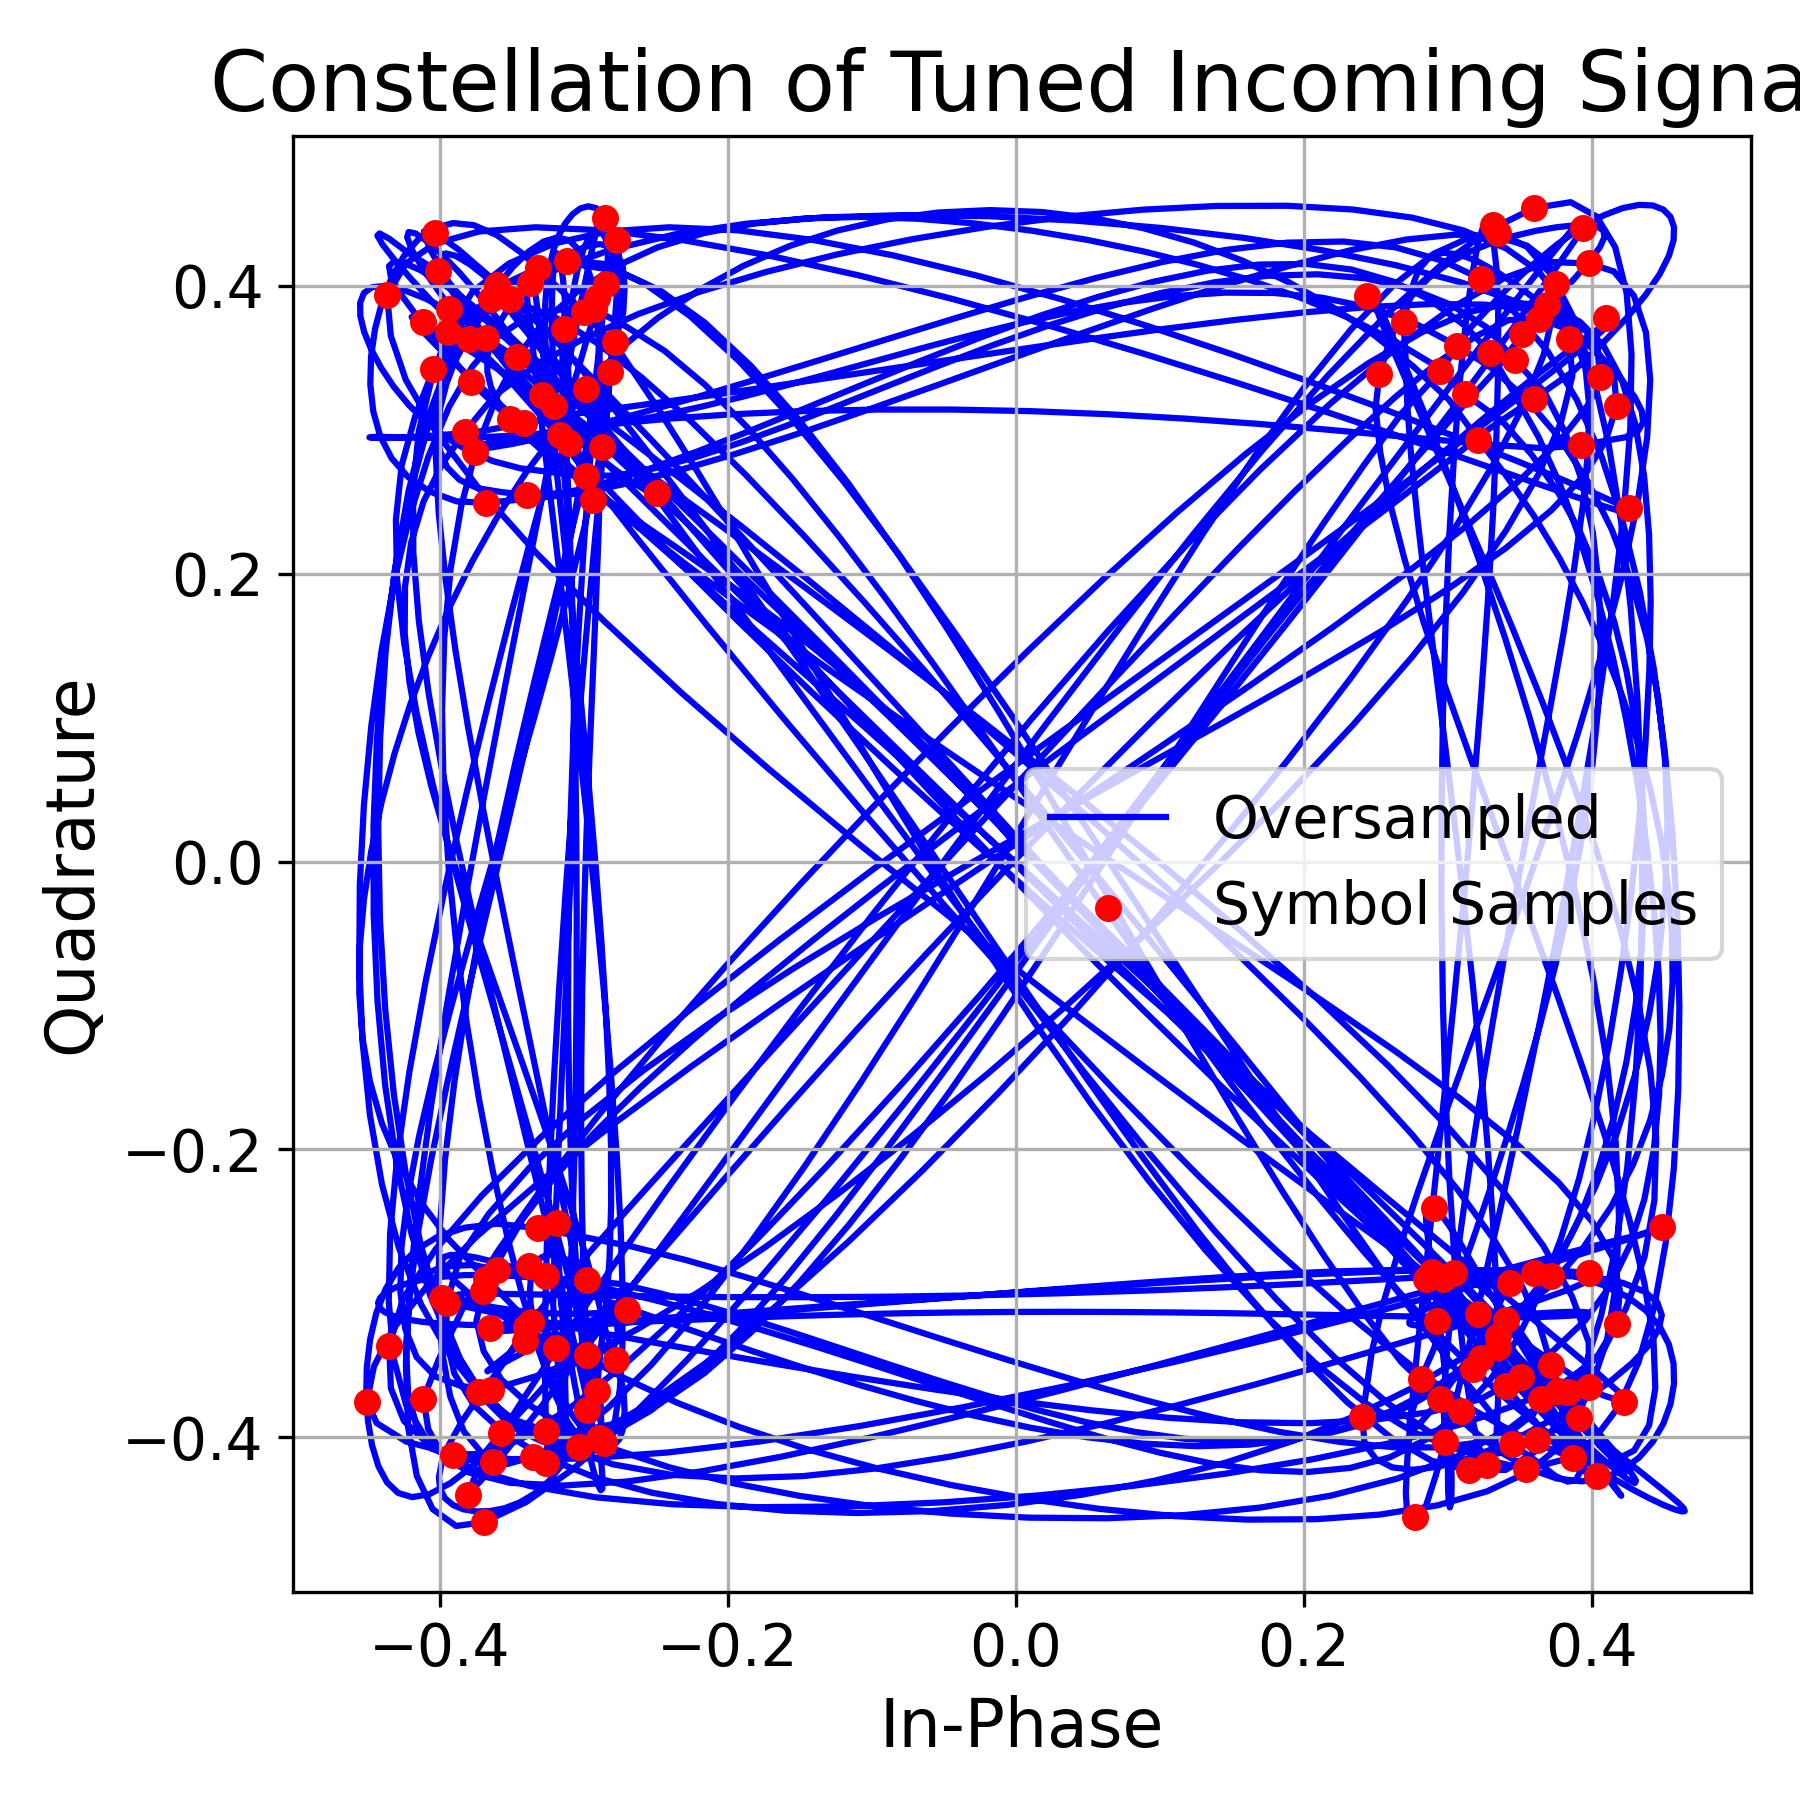 Constellation of Tuned Incoming Signa
0.4
0.2
0.0
−0.2
−0.4
Quadrature
Oversampled
Symbol Samples
−0.4 −0.2 0.0 0.2 0.4
In-Phase